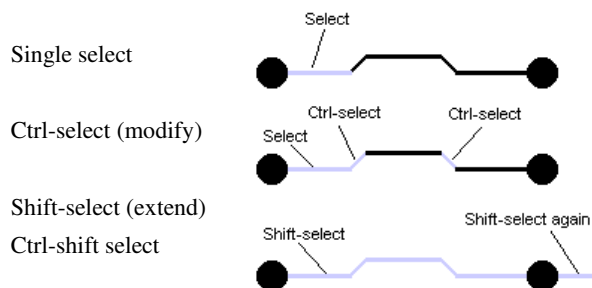 Select
Single select
Ctrl-select
Ctrl-select
Ctrl-select (modify)
Select
Shift-select (extend)
Shift-select again
Ctrl-shift select
Shift-select